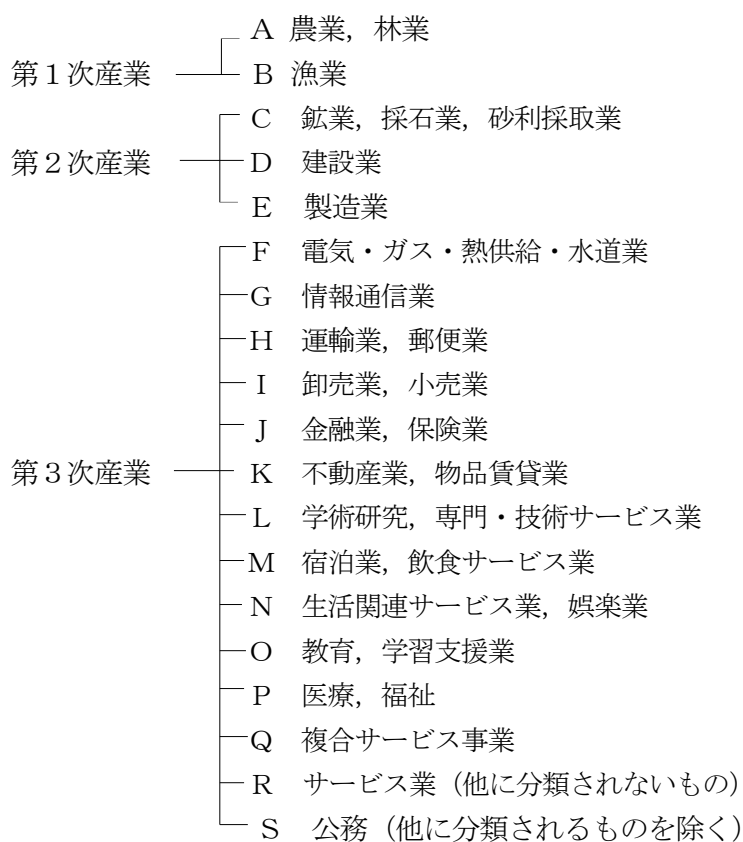 A 農業，林業
第１次産業 B 漁業
C 鉱業，採石業，砂利採取業
第２次産業 D 建設業
E 製造業
F 電気・ガス・熱供給・水道業
G 情報通信業
H 運輸業，郵便業
I 卸売業，小売業
J 金融業，保険業
第３次産業 K 不動産業，物品賃貸業
L 学術研究，専門・技術サービス業
M 宿泊業，飲食サービス業
N 生活関連サービス業，娯楽業
O 教育，学習支援業
P 医療，福祉
Q 複合サービス事業
R サービス業（他に分類されないもの）
S 公務（他に分類されるものを除く）